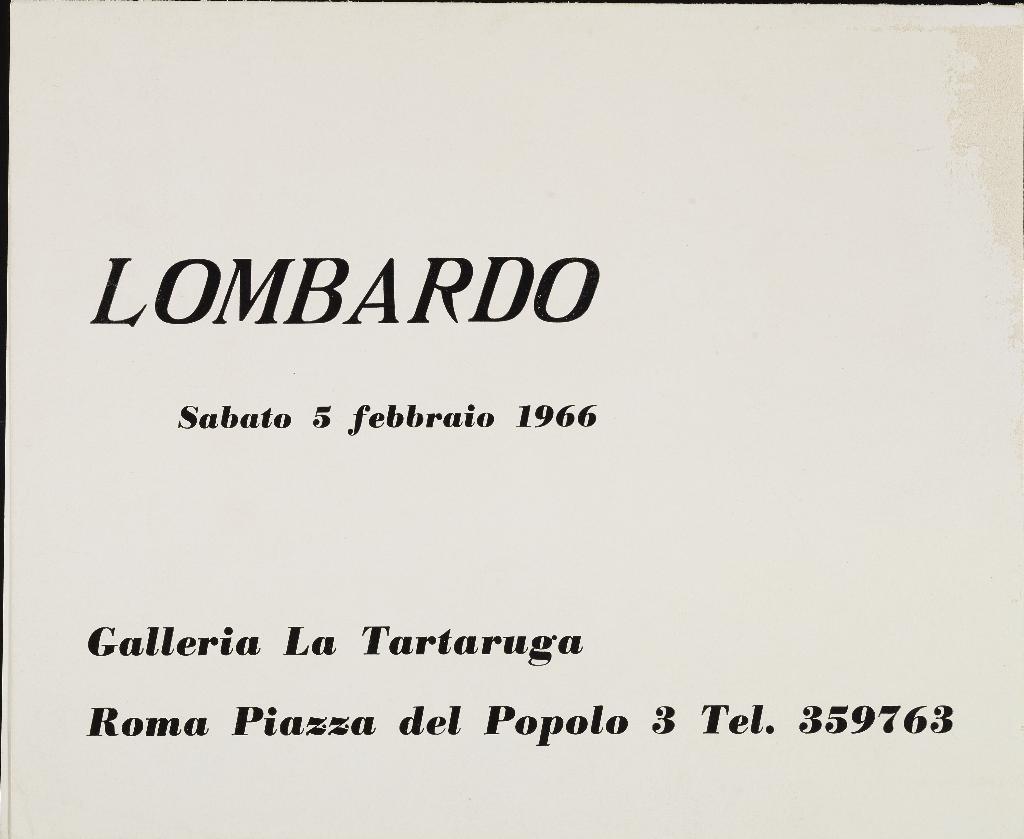 LOMBARDO
Sabato 5 febbraio 1966
Galleria La Tartaruga
Roma Piazza del Popolo 3 Tel. 359763